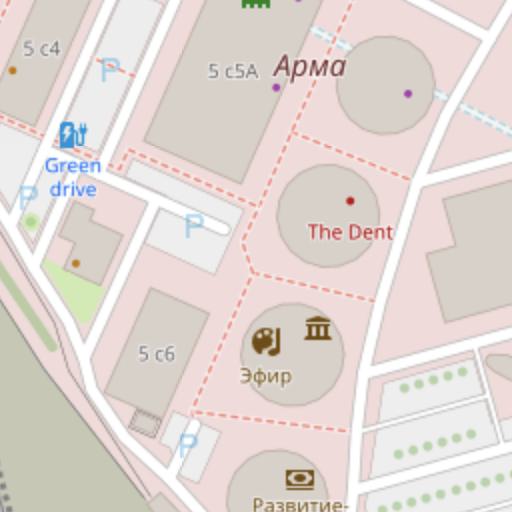 5 с4
P
5 с5А
Арма
Green
drive
P
P
The Dent
Эфир
5 с6
P
Развитие-